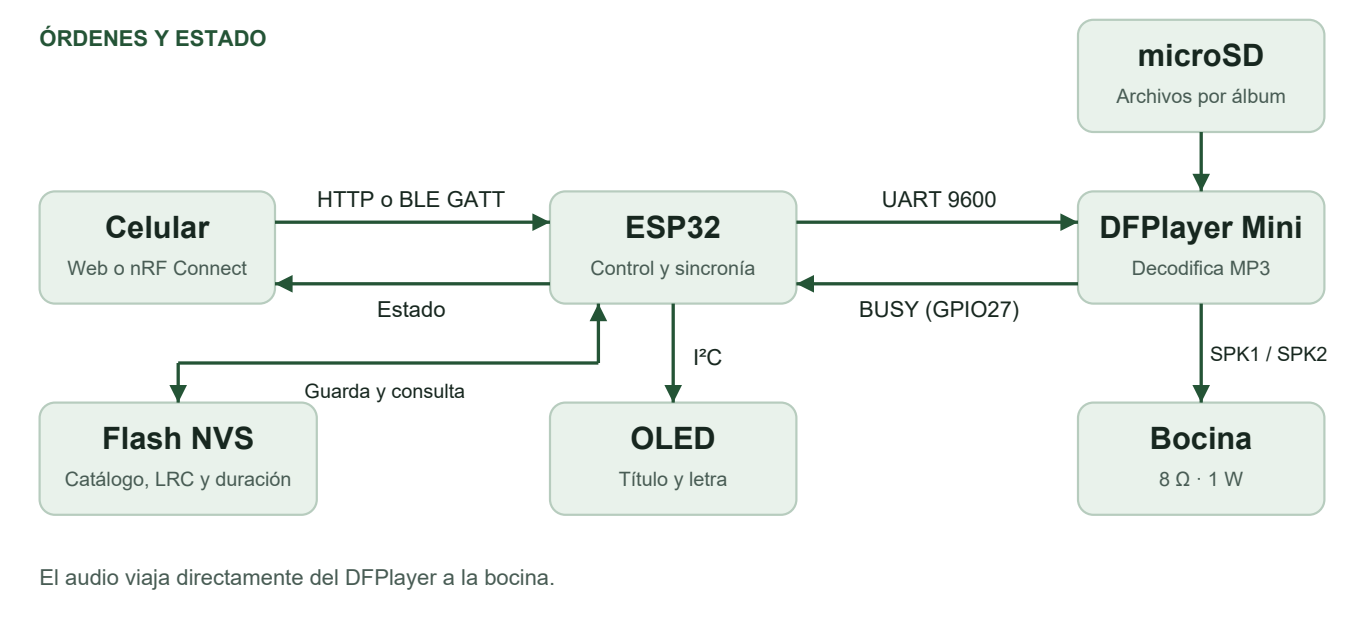 ÓRDENES Y ESTADO
microSD
Archivos por álbum
HTTP o BLE GATT
UART 9600
Celular
Web o nRF Connect
ESP32
Control y sincronía
DFPlayer Mini
Decodifica MP3
Estado
BUSY (GPIO27)
I²C
SPK1 / SPK2
Guarda y consulta
Flash NVS
Catálogo, LRC y duración
OLED
Título y letra
Bocina
8 Ω · 1 W
El audio viaja directamente del DFPlayer a la bocina.